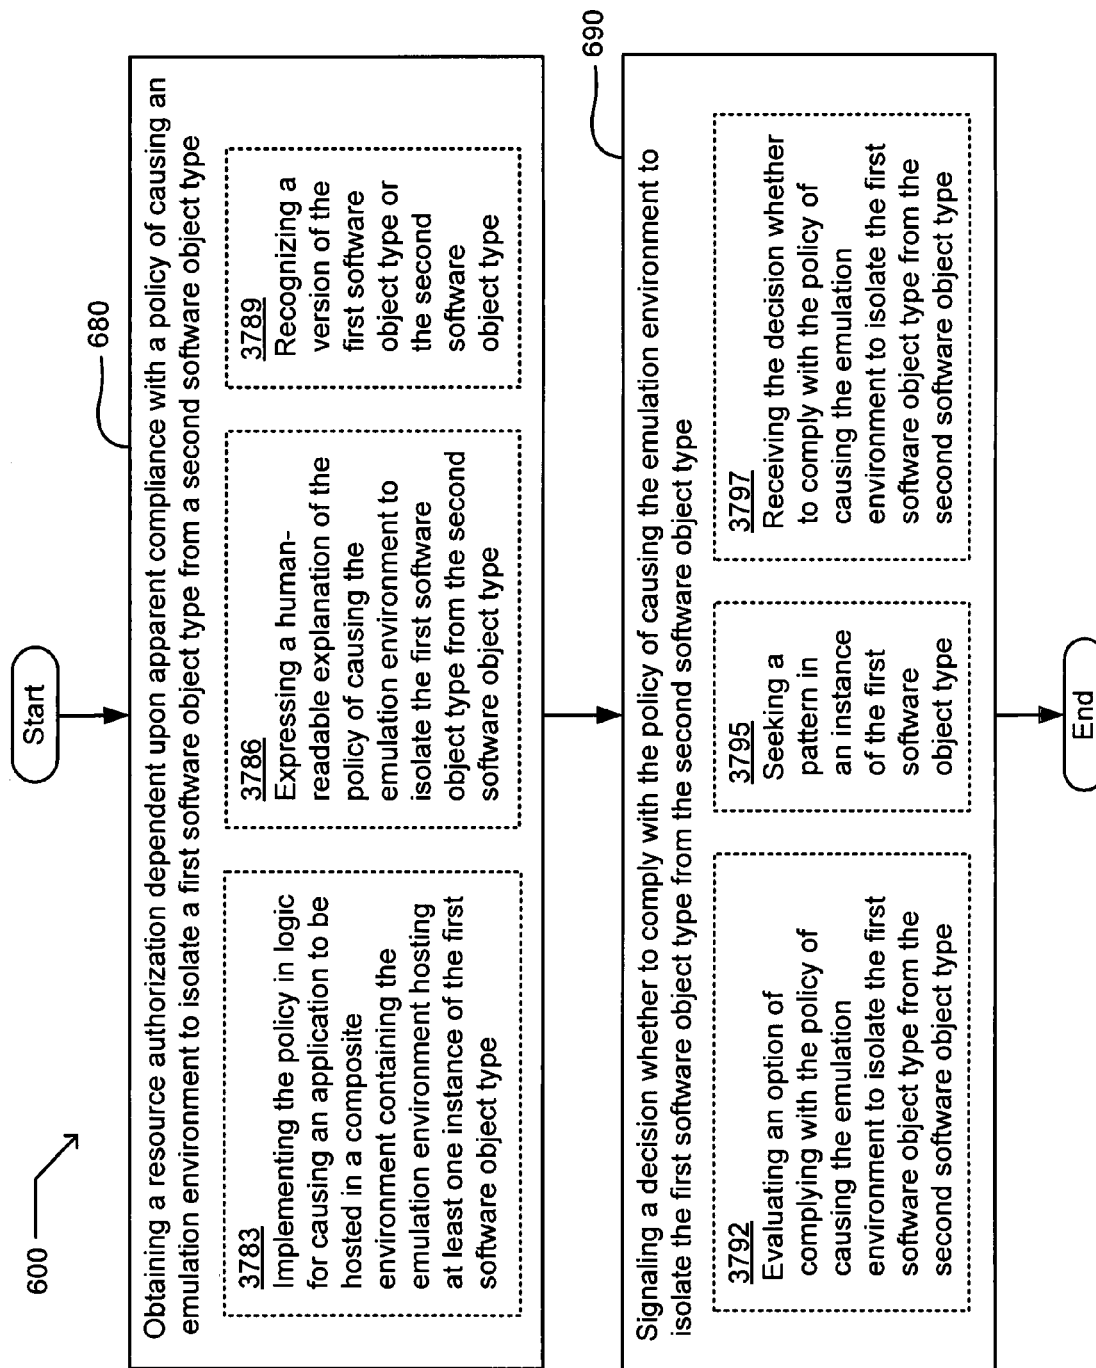 600
Start
680
Obtaining a resource authorization dependent upon apparent compliance with a policy of causing an
emulation environment to isolate a first software object type from a second software object type
3783
Implementing the policy in logic
for causing an application to be
hosted in a composite
environment containing the
emulation environment hosting
at least one instance of the first
software object type
3786
Expressing a human-
readable explanation of the
policy of causing the
emulation environment to
isolate the first software
object type from the second
software object type
3789
Recognizing a
version of the
first software
object type or
the second
software
object type
690
Signaling a decision whether to comply with the policy of causing the emulation environment to
isolate the first software object type from the second software object type
3792
Evaluating an option of
complying with the policy of
causing the emulation
environment to isolate the first
software object type from the
second software object type
3795
Seeking a
pattern in
an instance
of the first
software
object type
3797
Receiving the decision whether
to comply with the policy of
causing the emulation
environment to isolate the first
software object type from the
second software object type
End